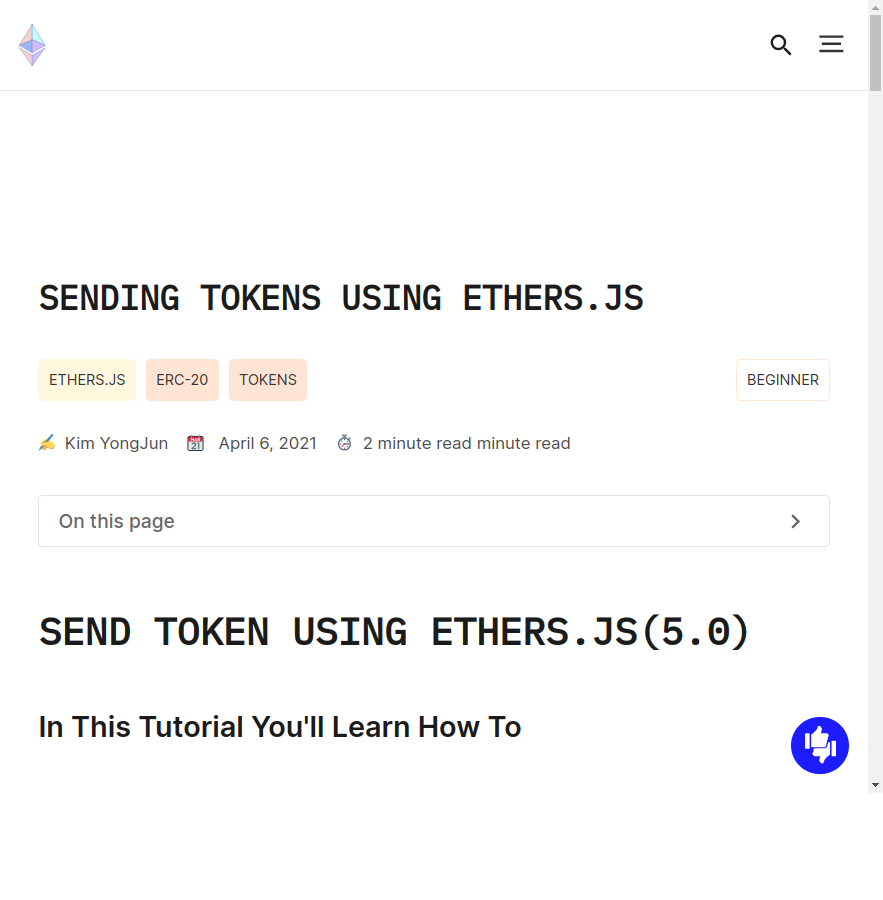 SENDING TOKENS USING ETHERS.JS
ETHERS.JS ERC-20 TOKENS BEGINNER
Kim YongJun April 6, 2021 2 minute read minute read
On this page
SEND TOKEN USING ETHERS.JS(5.0)
In This Tutorial You'll Learn How To